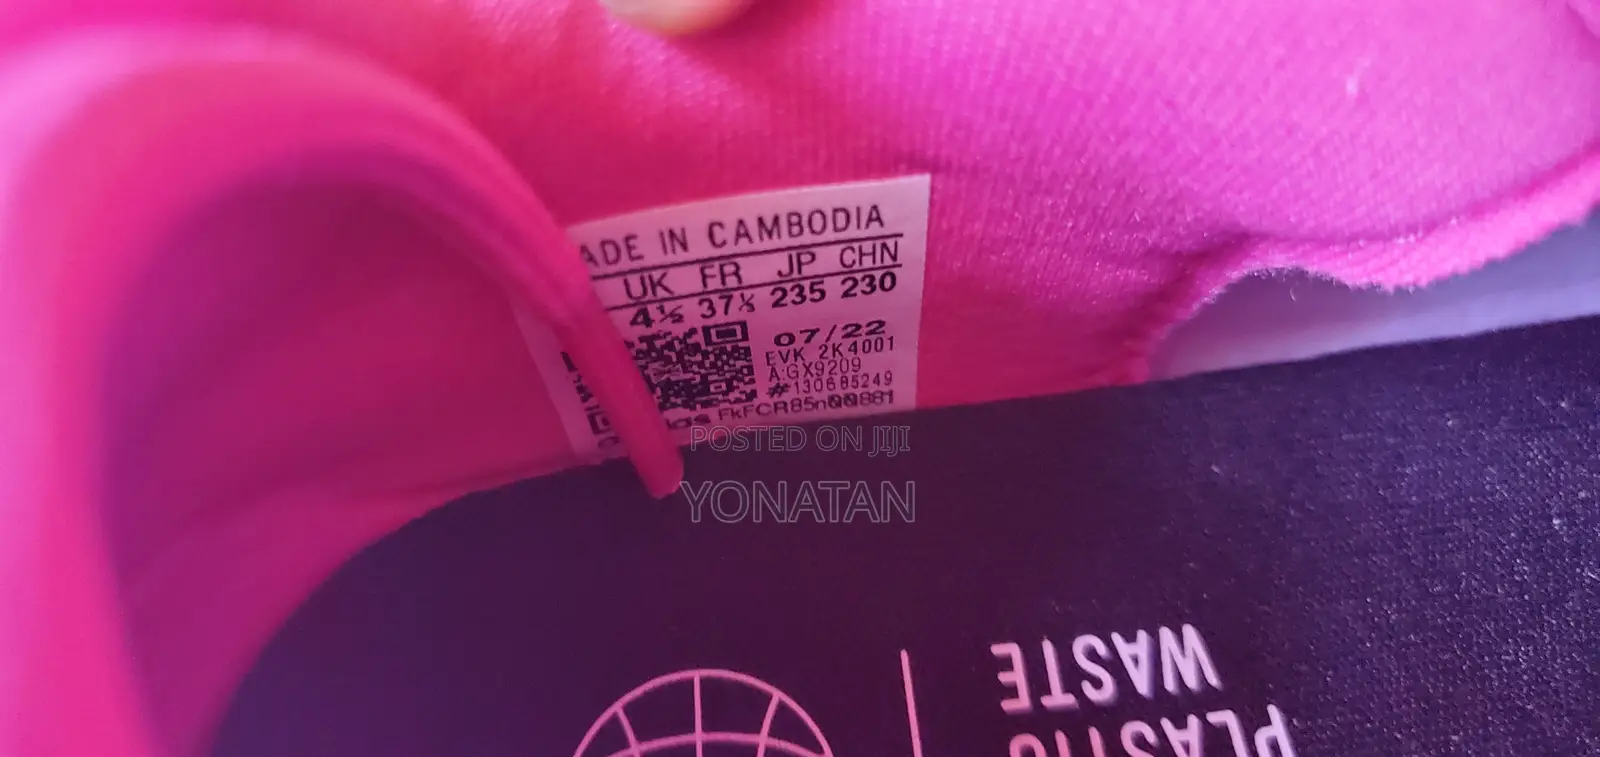 ADE IN CAMBODIA
UK FR JP CHN
4½ 37⅓ 235 230
07/22
EVK 2K4001
A:GX9209
#130685249
FkFCR85n00881
POSTED ON JIJI
YONATAN
PLASTIC
WASTE